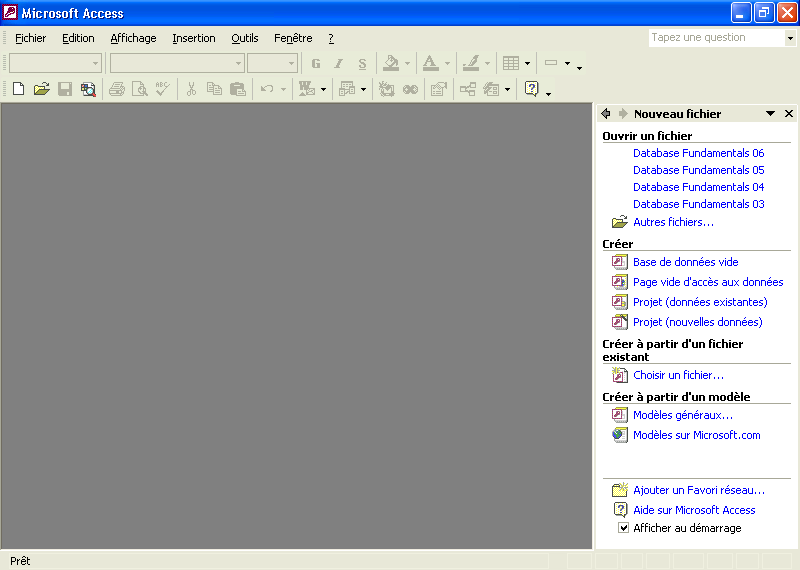 Microsoft Access
Fichier Edition Affichage Insertion Outils Fenêtre ?
Tapez une question
G I S
Nouveau fichier
Ouvrir un fichier
Database Fundamentals 06
Database Fundamentals 05
Database Fundamentals 04
Database Fundamentals 03
Autres fichiers...
Créer
Base de données vide
Page vide d'accès aux données
Projet (données existantes)
Projet (nouvelles données)
Créer à partir d'un fichier
existant
Choisir un fichier...
Créer à partir d'un modèle
Modèles généraux...
Modèles sur Microsoft.com
Ajouter un Favori réseau...
Aide sur Microsoft Access
Afficher au démarrage
Prêt